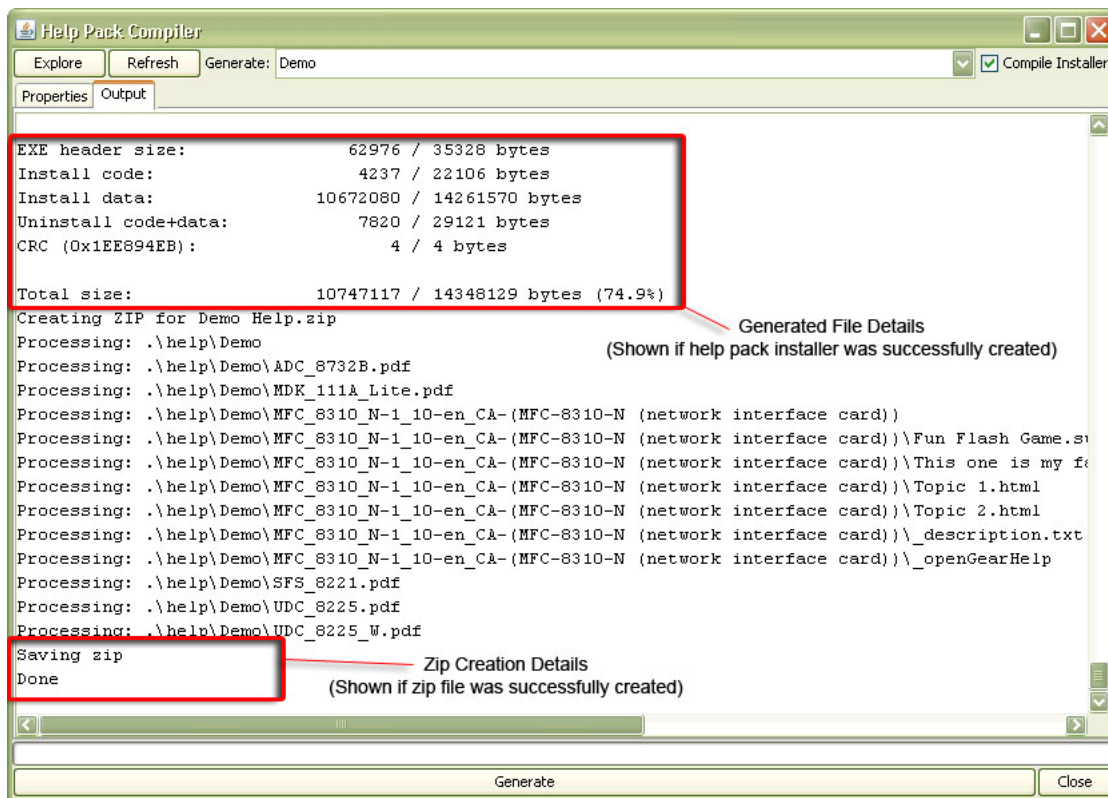 Help Pack Compiler
Explore Refresh Generate: Demo Compile Installer
Properties Output
EXE header size: 62976 / 35328 bytes
Install code: 4237 / 22106 bytes
Install data: 10672080 / 14261570 bytes
Uninstall code+data: 7820 / 29121 bytes
CRC (0x1EE894EB): 4 / 4 bytes
Total size: 10747117 / 14348129 bytes (74.9%)
Creating ZIP for Demo Help.zip
Generated File Details
(Shown if help pack installer was successfully created)
Processing: .\help\Demo
Processing: .\help\Demo\ADC_8732B.pdf
Processing: .\help\Demo\MDK_111A_Lite.pdf
Processing: .\help\Demo\MFC_8310_N-1_10-en_CA-(MFC-8310-N (network interface card))
Processing: .\help\Demo\MFC_8310_N-1_10-en_CA-(MFC-8310-N (network interface card))\Fun Flash Game.
Processing: .\help\Demo\MFC_8310_N-1_10-en_CA-(MFC-8310-N (network interface card))\This one is my
Processing: .\help\Demo\MFC_8310_N-1_10-en_CA-(MFC-8310-N (network interface card))\Topic 1.html
Processing: .\help\Demo\MFC_8310_N-1_10-en_CA-(MFC-8310-N (network interface card))\Topic 2.html
Processing: .\help\Demo\MFC_8310_N-1_10-en_CA-(MFC-8310-N (network interface card))\_description.txt
Processing: .\help\Demo\MFC_8310_N-1_10-en_CA-(MFC-8310-N (network interface card))\_openGearHelp
Processing: .\help\Demo\SFS_8221.pdf
Processing: .\help\Demo\UDC_8225.pdf
Processing: .\help\Demo\UDC_8225_W.pdf
Saving zip
Done
Zip Creation Details
(Shown if zip file was successfully created)
Generate Close